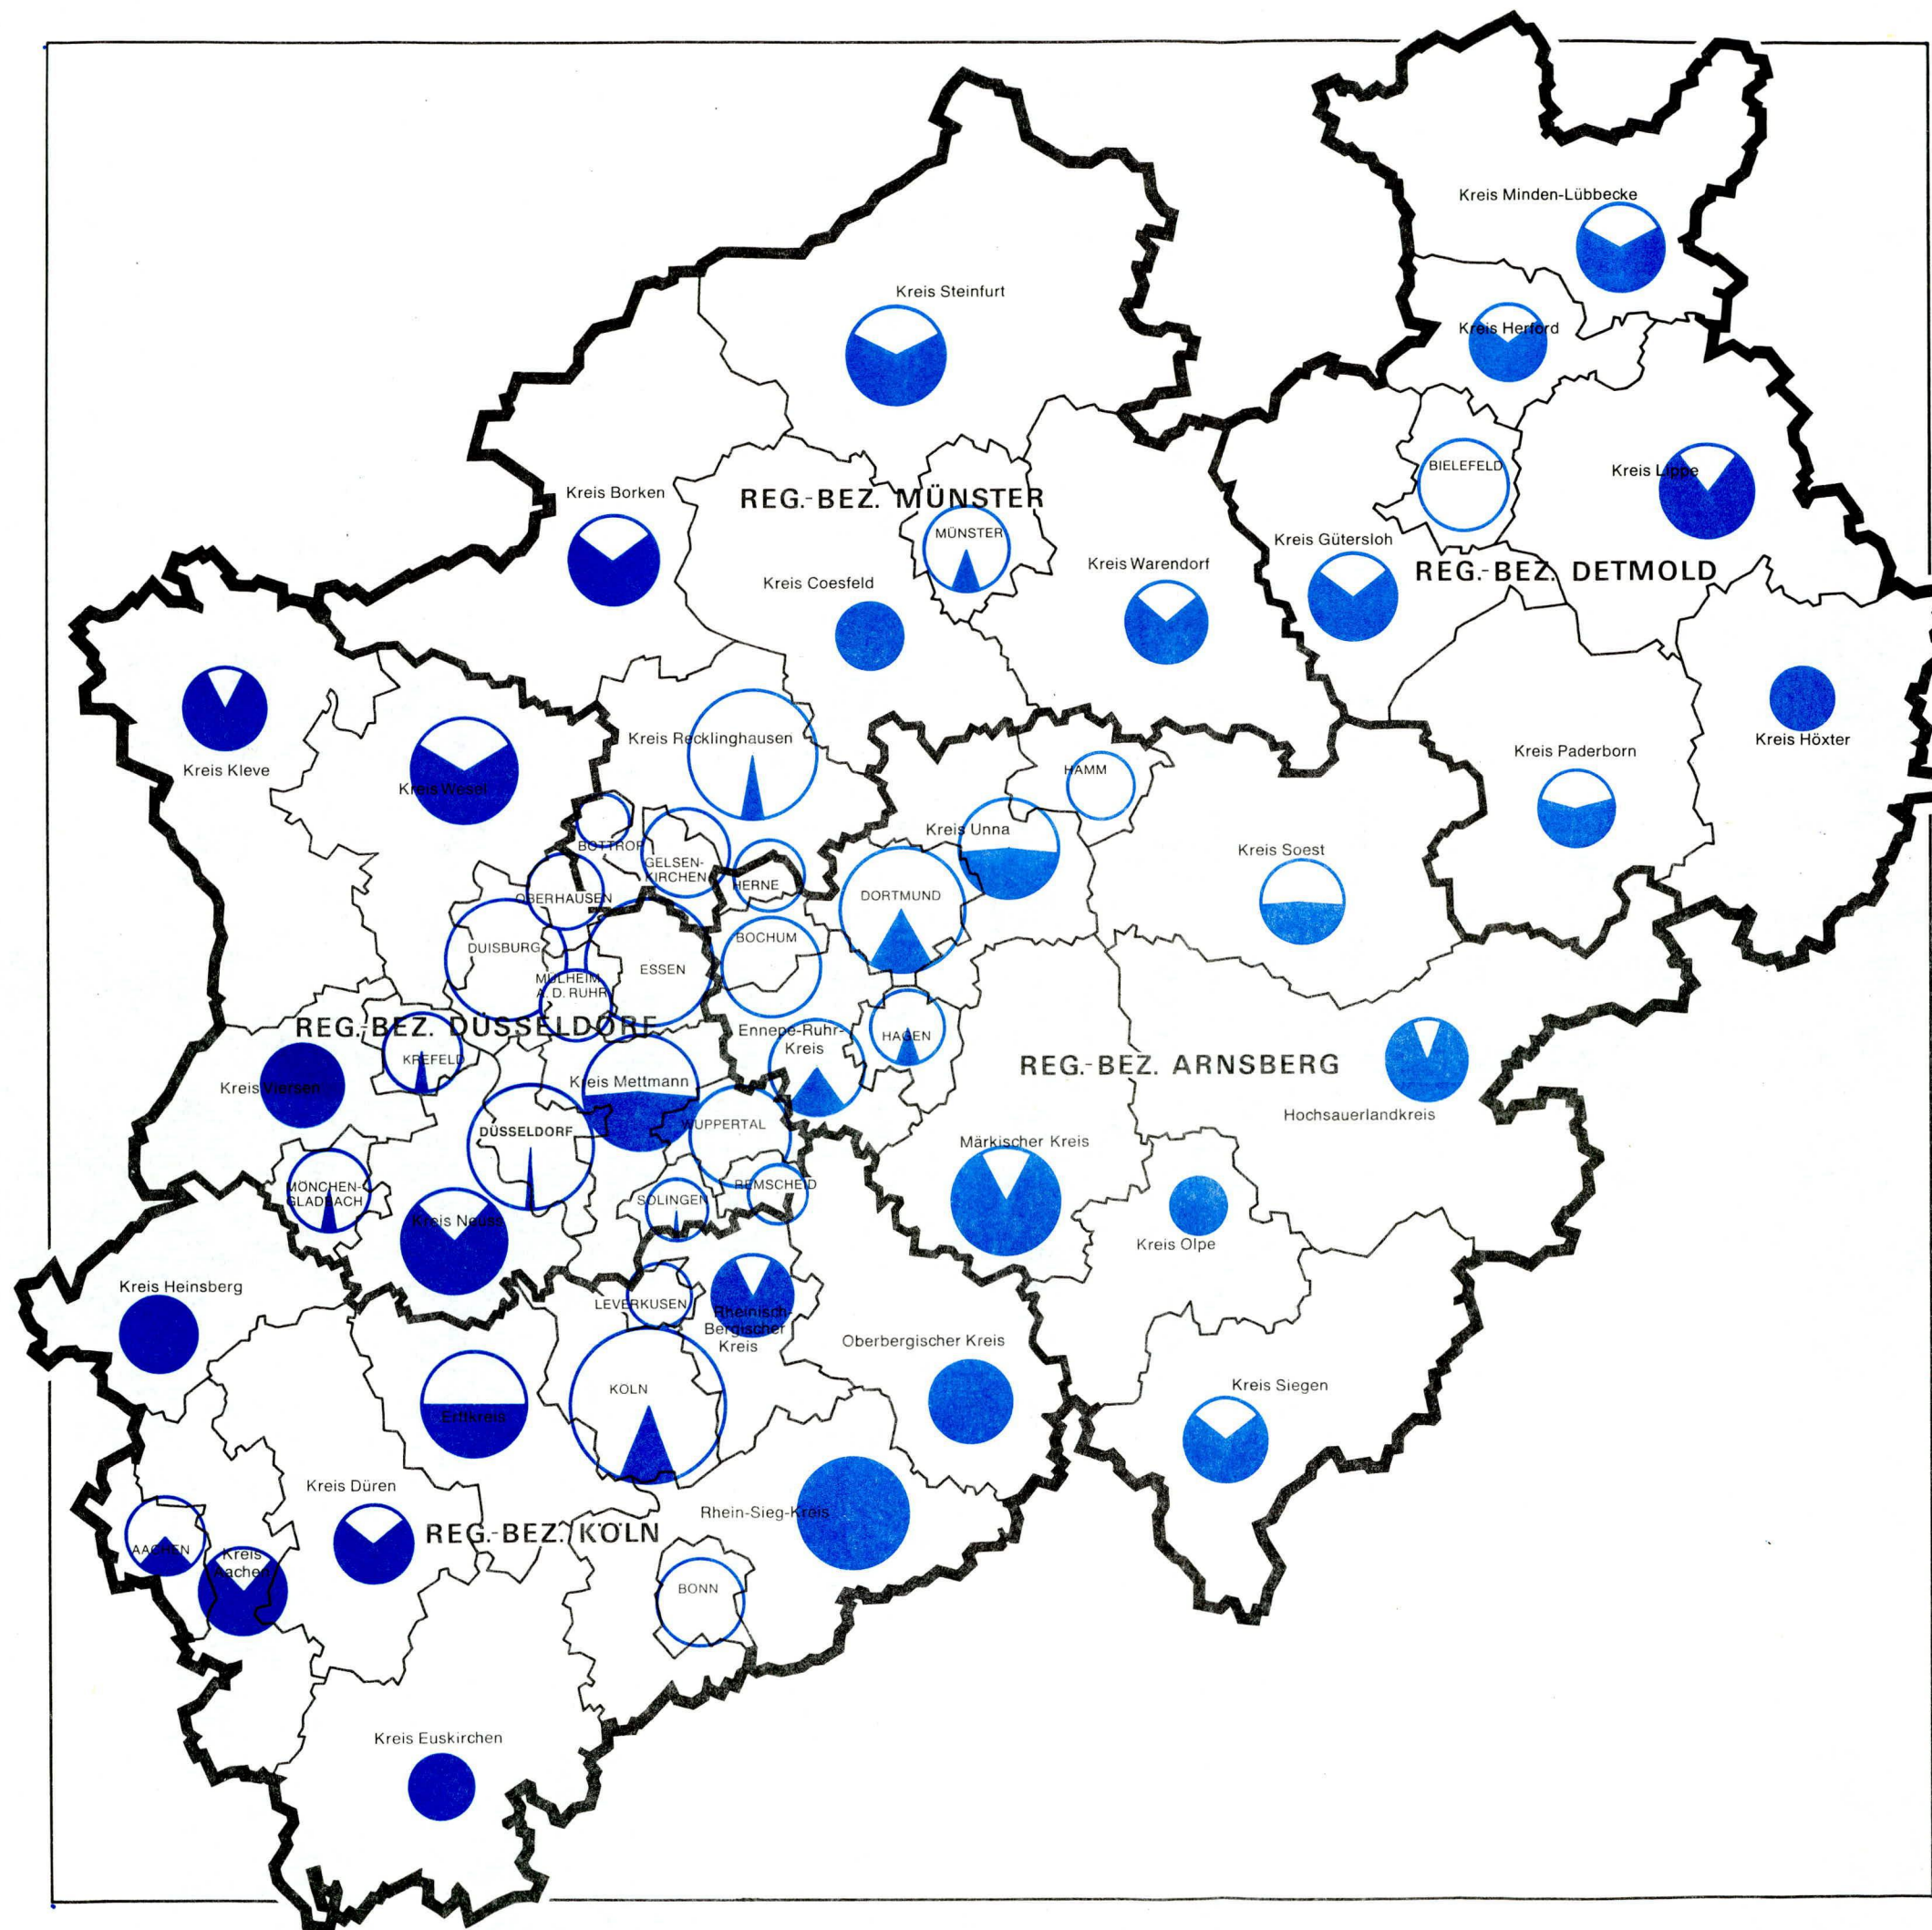 Kreis Minden-Lübbecke
Kreis Steinfurt
Kreis Herford
BIELEFELD
Kreis Lippe
Kreis Borken
REG.-BEZ. MÜNSTER
MÜNSTER
Kreis Gütersloh
Kreis Warendorf
REG.-BEZ. DETMOLD
Kreis Coesfeld
Kreis Recklinghausen
Kreis Höxter
Kreis Paderborn
Kreis Kleve
HAMM
Kreis Wesel
Kreis Unna
BOTTROP
Kreis Soest
GELSEN-
KIRCHEN
HERNE
OBERHAUSEN
DORTMUND
BOCHUM
DUISBURG
ESSEN
MÜLHEIM
A. D. RUHR
REG.-BEZ. DÜSSELDORF
Ennepe-Ruhr-
Kreis
HAGEN
KREFELD
REG.-BEZ. ARNSBERG
Kreis Viersen
Kreis Mettmann
Hochsauerlandkreis
WUPPERTAL
DÜSSELDORF
Märkischer Kreis
MÖNCHEN-
GLADBACH
REMSCHEID
SOLINGEN
Kreis Neuss
Kreis Olpe
Kreis Heinsberg
LEVERKUSEN
Rheinisch-
Bergischer
Kreis
Oberbergischer Kreis
KÖLN
Kreis Siegen
Erftkreis
Kreis Düren
Rhein-Sieg-Kreis
REG.-BEZ. KÖLN
AACHEN
Kreis
Aachen
BONN
Kreis Euskirchen